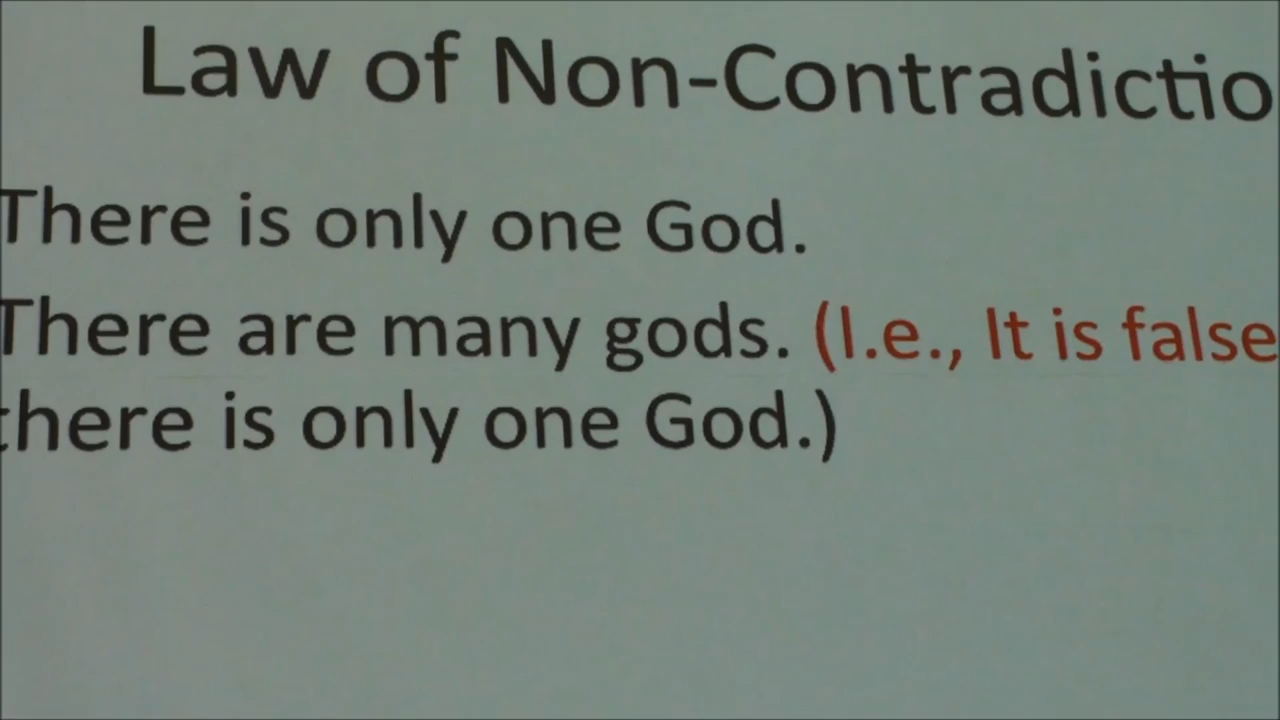 Law of Non-Contradictio
There is only one God.
There are many gods. (I.e., It is false
there is only one God.)